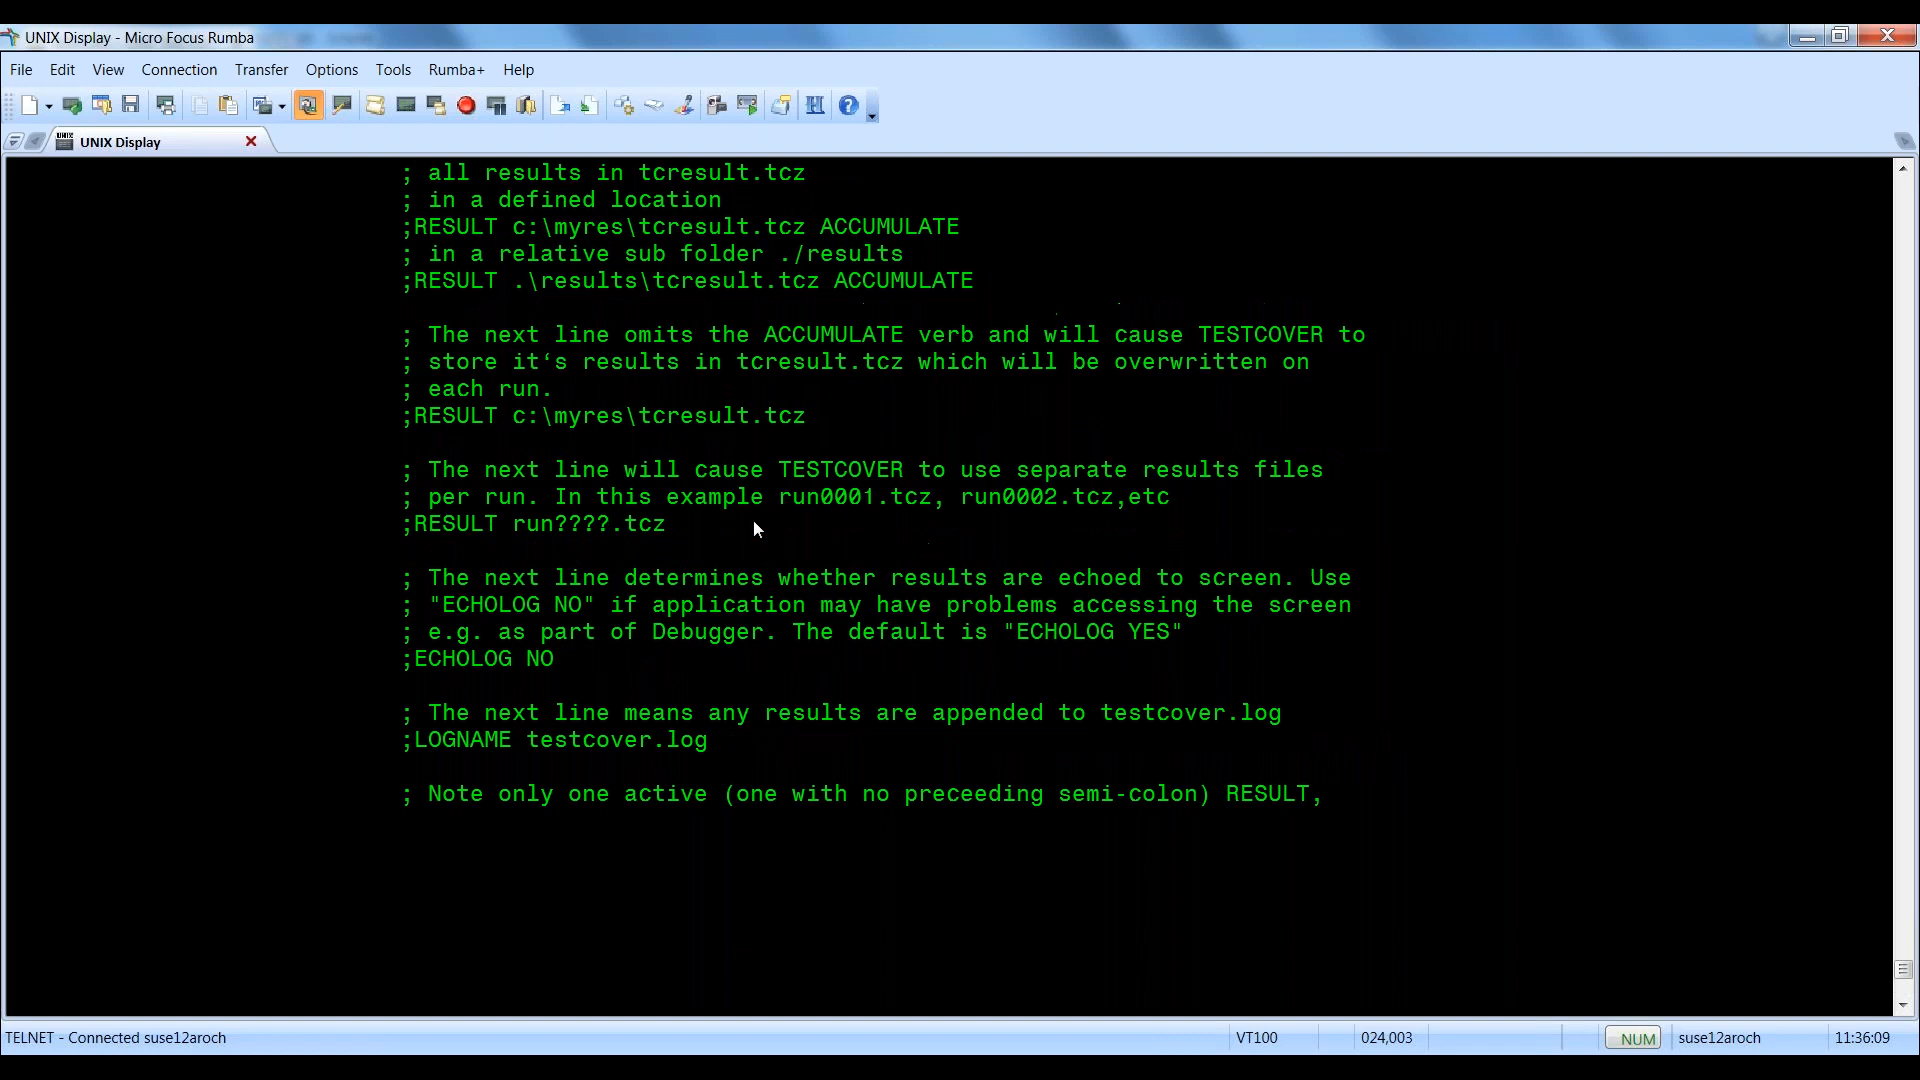 UNIX Display - Micro Focus Rumba
File Edit View Connection Transfer Options Tools Rumba+ Help
UNIX Display
; all results in tcresult.tcz
; in a defined location
;RESULT c:\myres\tcresult.tcz ACCUMULATE
; in a relative sub folder ./results
;RESULT .\results\tcresult.tcz ACCUMULATE
; The next line omits the ACCUMULATE verb and will cause TESTCOVER to
; store it‘s results in tcresult.tcz which will be overwritten on
; each run.
;RESULT c:\myres\tcresult.tcz
; The next line will cause TESTCOVER to use separate results files
; per run. In this example run0001.tcz, run0002.tcz,etc
;RESULT run????.tcz
; The next line determines whether results are echoed to screen. Use
; "ECHOLOG NO" if application may have problems accessing the screen
; e.g. as part of Debugger. The default is "ECHOLOG YES"
;ECHOLOG NO
; The next line means any results are appended to testcover.log
;LOGNAME testcover.log
; Note only one active (one with no preceeding semi-colon) RESULT,
TELNET - Connected suse12aroch VT100 024,003 NUM suse12aroch 11:36:09